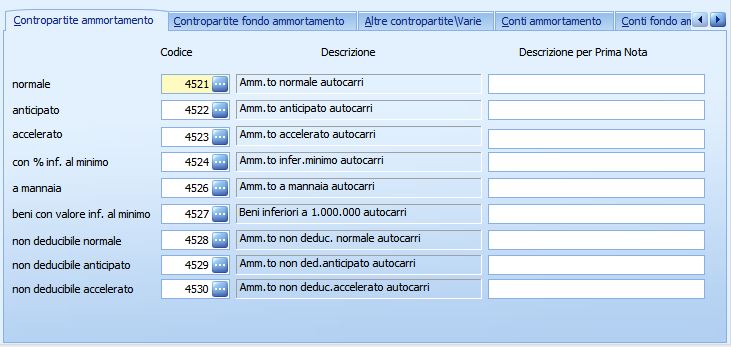 Contropartite ammortamento Contropartite fondo ammortamento Altre contropartite\Varie Conti ammortamento Conti fondo am
Codice Descrizione Descrizione per Prima Nota
normale 4521 ... Amm.to normale autocarri
anticipato 4522 ... Amm.to anticipato autocarri
accelerato 4523 ... Amm.to accelerato autocarri
con % inf. al minimo 4524 ... Amm.to infer.minimo autocarri
a mannaia 4526 ... Amm.to a mannaia autocarri
beni con valore inf. al minimo 4527 ... Beni inferiori a 1.000.000 autocarri
non deducibile normale 4528 ... Amm.to non deduc. normale autocarri
non deducibile anticipato 4529 ... Amm.to non ded.anticipato autocarri
non deducibile accelerato 4530 ... Amm.to non deduc.accelerato autocarri